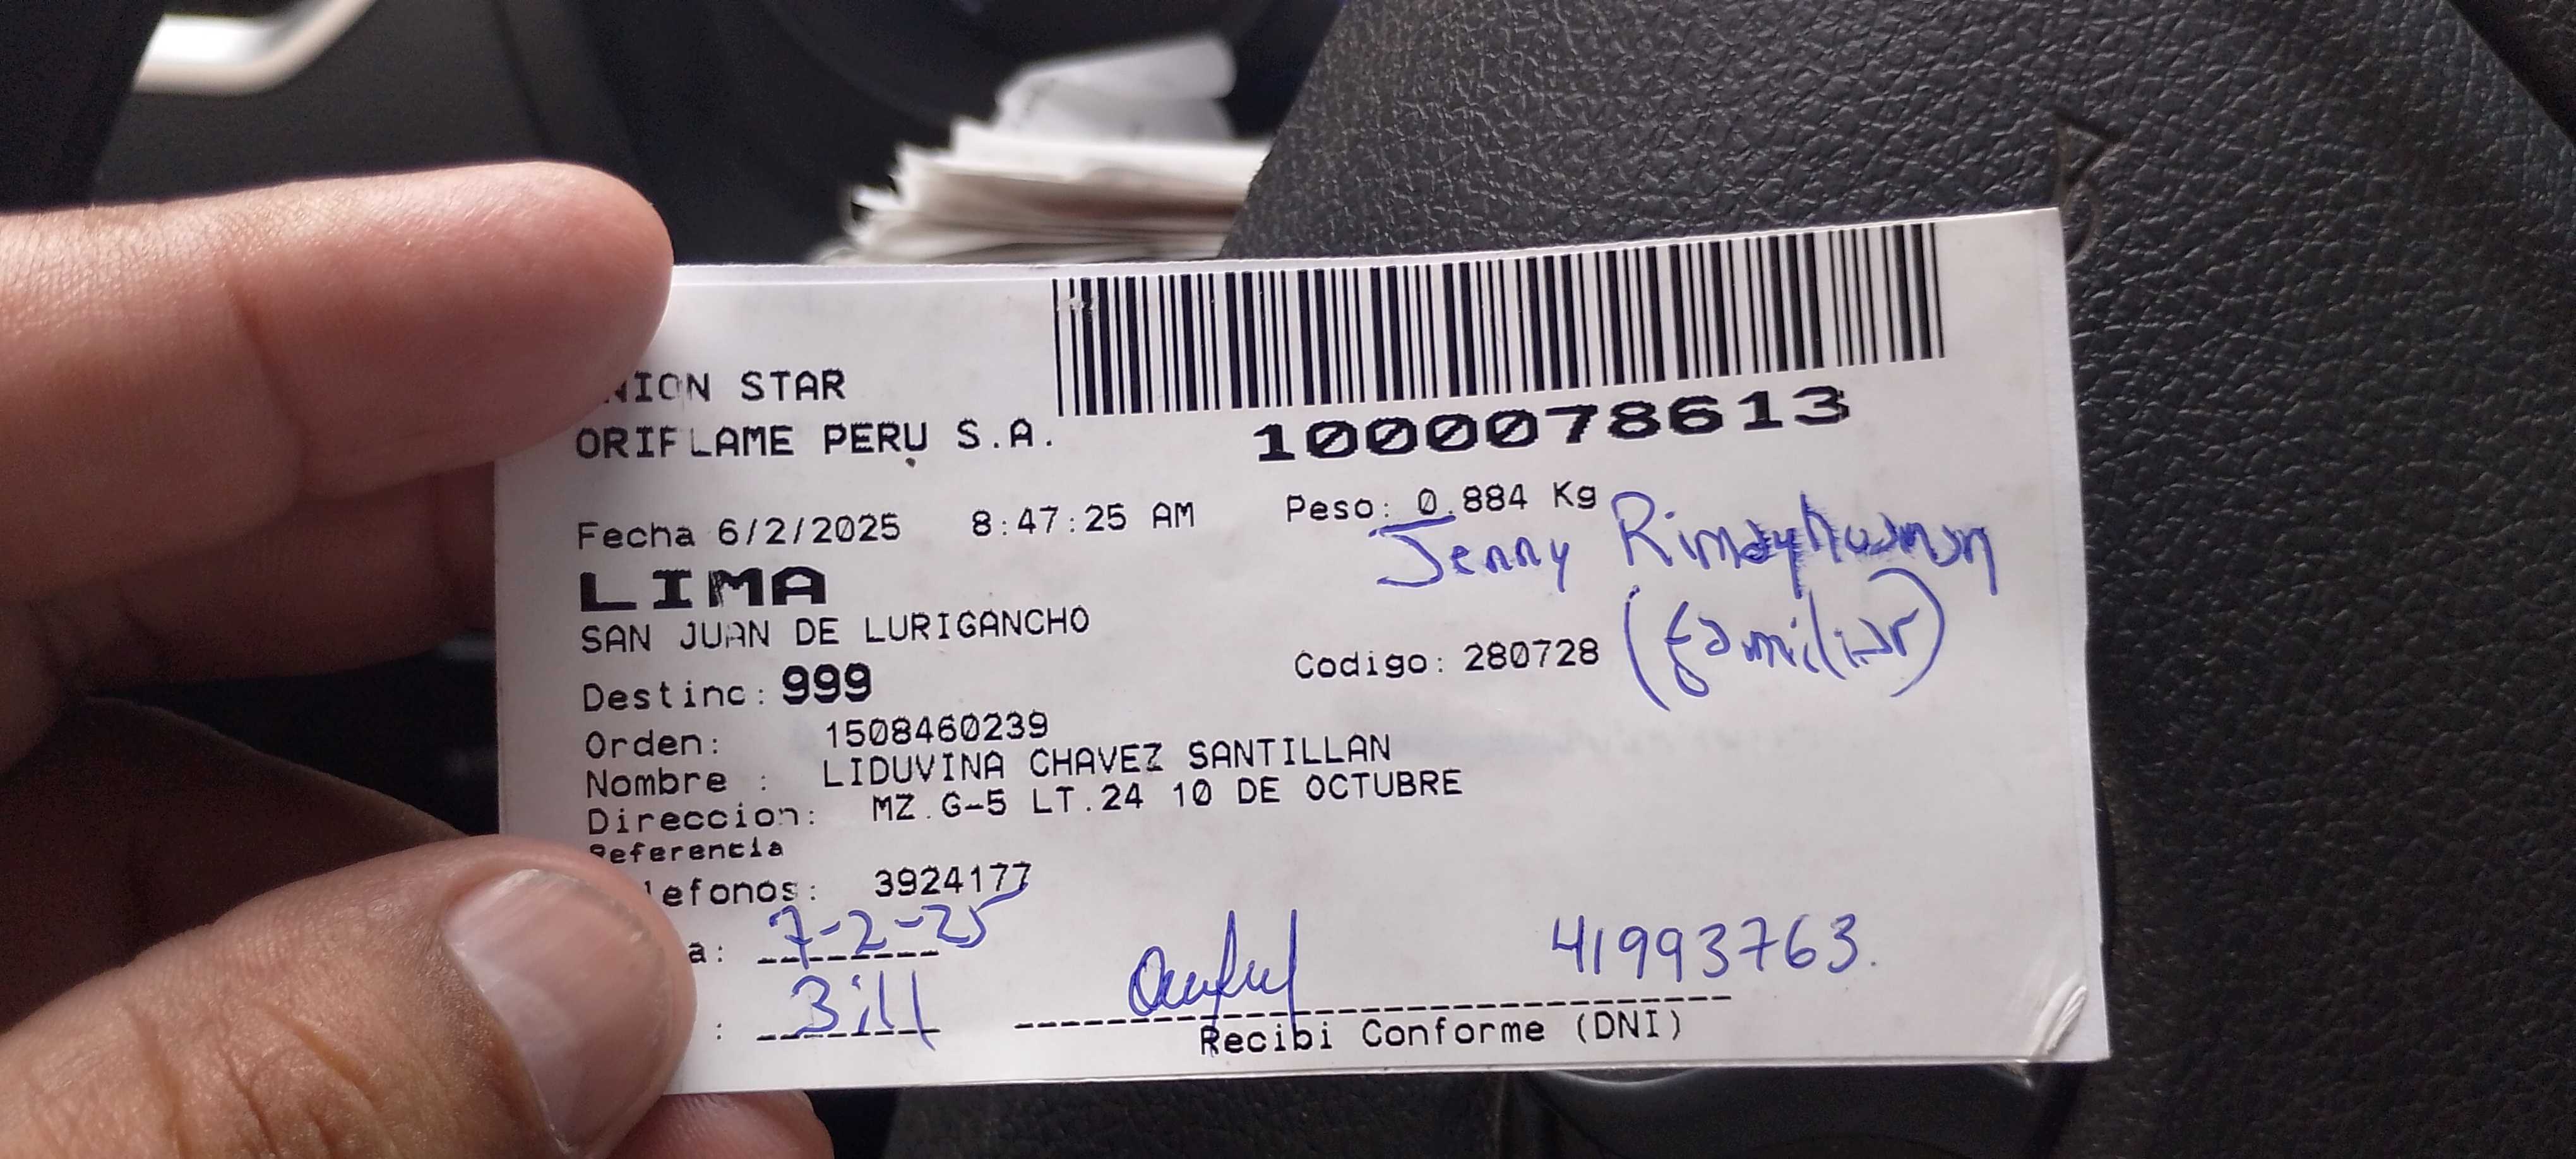 NION STAR
ORIFLAME PERU S.A.
1000078613
Fecha 6/2/2025 8:47:25 AM Peso: 0.884 Kg
Jenny
LIMA
SAN JUAN DE LURIGANCHO
(familiar)
Destino: 999 Codigo: 280728
Orden: 1508460239
Nombre : LIDUVINA CHAVEZ SANTILLAN
Direccion: MZ.G-5 LT.24 10 DE OCTUBRE
Referencia
lefonos: 3924177
a: 7-2-25
: Bill
41993763.
Recibi Conforme (DNI)